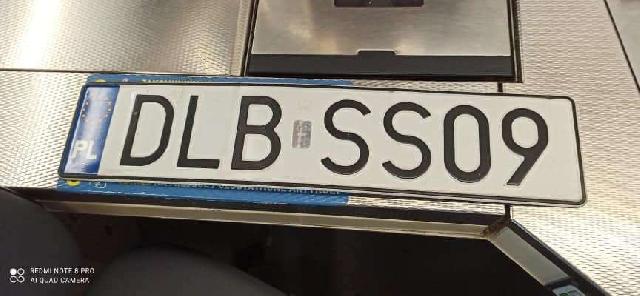 PL DLB SS09
REDMI NOTE 8 PRO
AI QUAD CAMERA